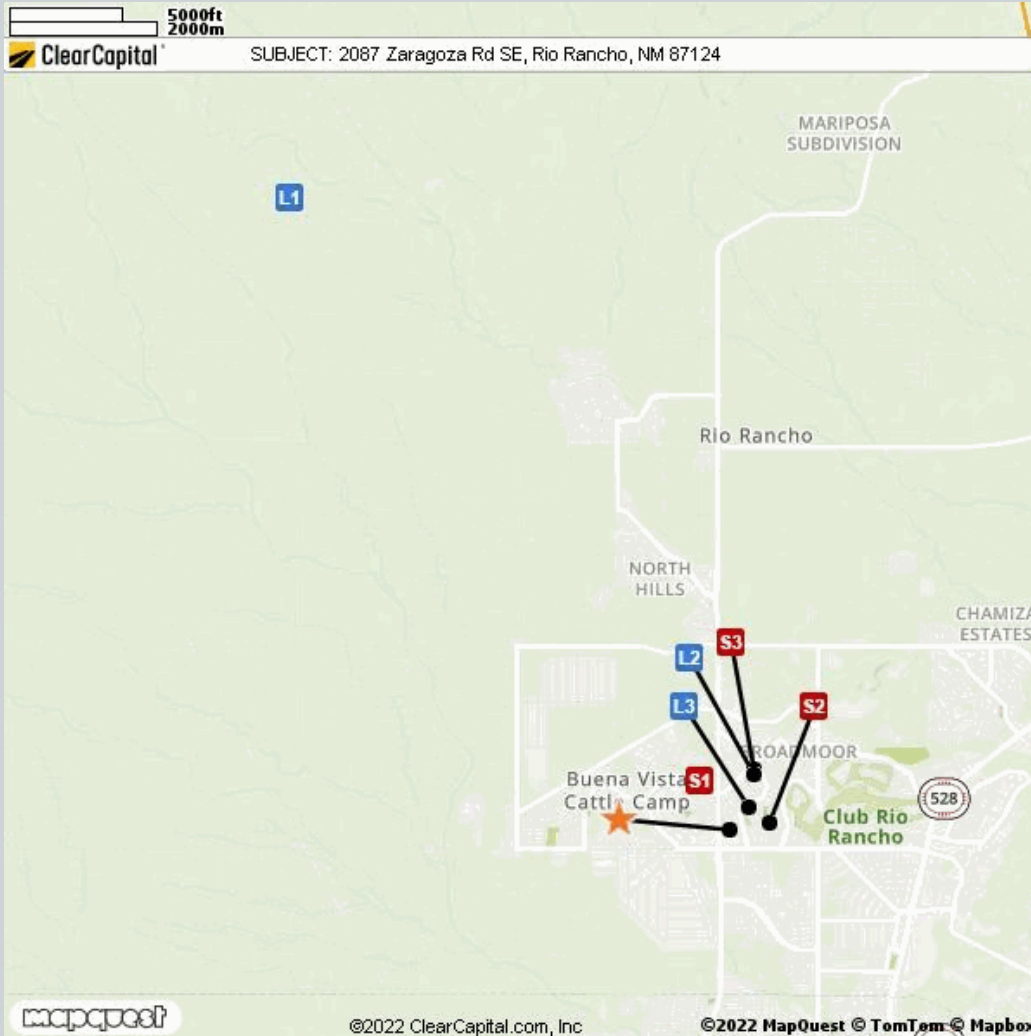 5000ft
2000m
ClearCapital
SUBJECT: 2087 Zaragoza Rd SE, Rio Rancho, NM 87124
MARIPOSA
SUBDIVISION
L1
Rio Rancho
NORTH
HILLS
CHAMIZA
ESTATES
S3
L2
L3
S2
BROADMOOR
Buena Vista
S1
Cattle Camp
528
Club Rio
Rancho
mapquest
©2022 ClearCapital.com, Inc
©2022 MapQuest © TomTom © Mapbox